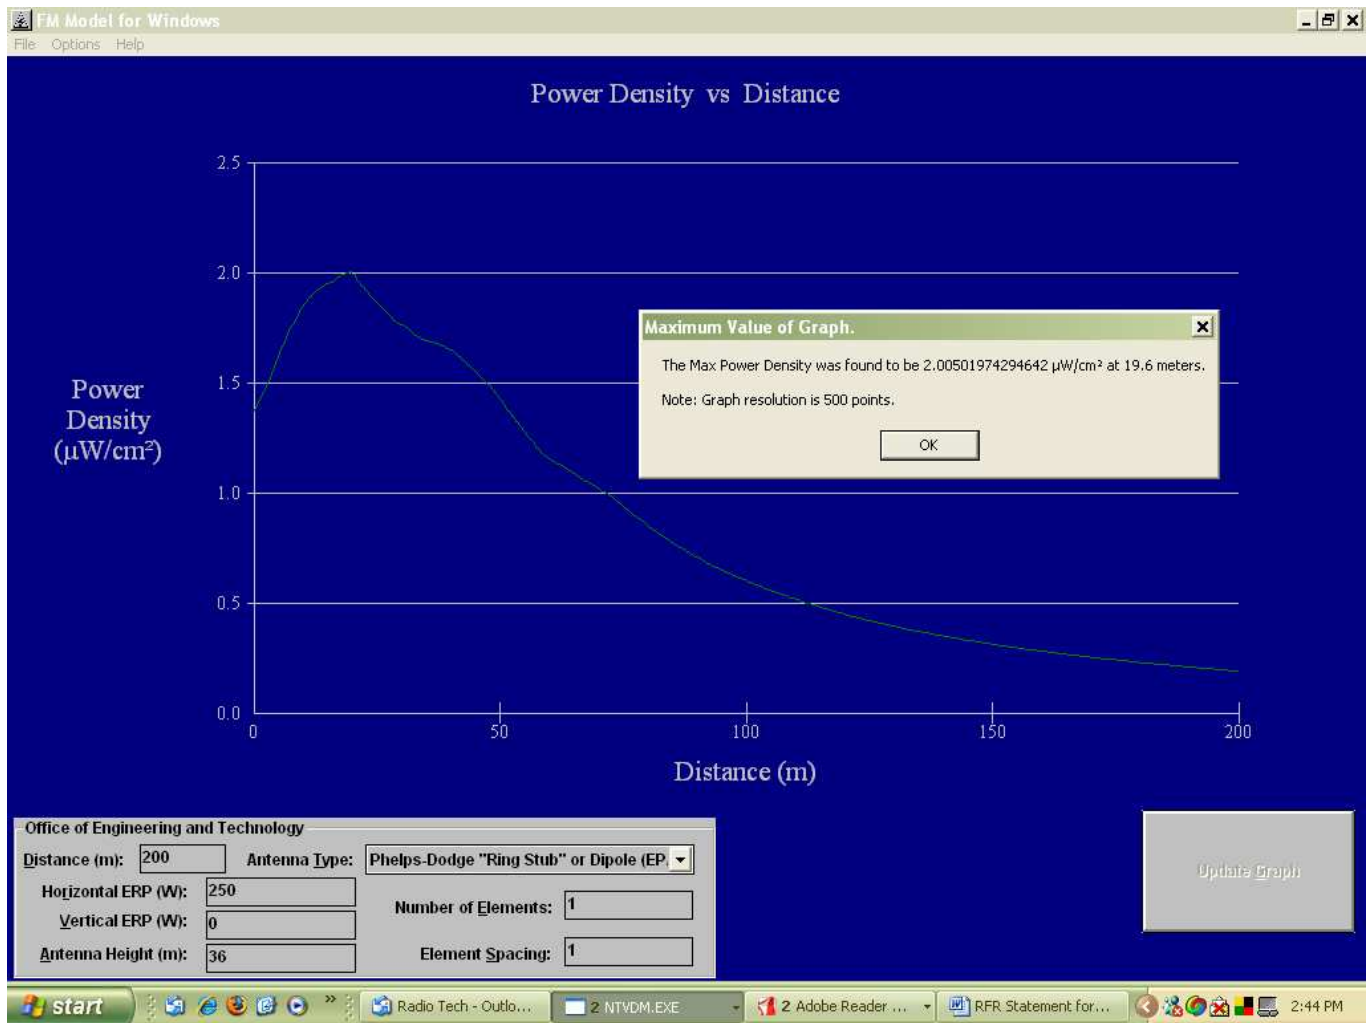 FM Model for Windows
File Options Help
Power Density vs Distance
2.5
2.0
1.5
1.0
0.5
0.0
Power
Density
(µW/cm²)
0 50 100 150 200
Distance (m)
Maximum Value of Graph.
The Max Power Density was found to be 2.00501974294642 µW/cm² at 19.6 meters.
Note: Graph resolution is 500 points.
OK
Office of Engineering and Technology
Distance (m): 200 Antenna Type: Phelps-Dodge "Ring Stub" or Dipole (EP.
Horizontal ERP (W): 250
Vertical ERP (W): 0
Antenna Height (m): 36
Number of Elements: 1
Element Spacing: 1
Update Graph
start » Radio Tech - Outlo... 2 NTVDM.EXE 2 Adobe Reader ... RFR Statement for... 2:44 PM